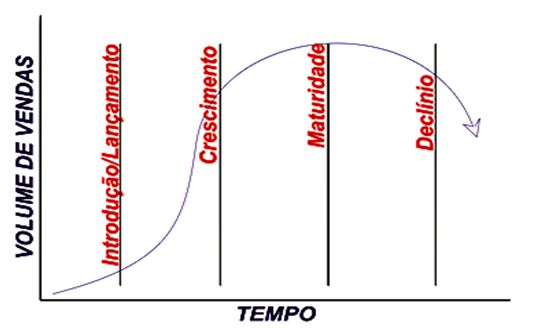 VOLUME DE VENDAS
Introdução/Lançamento
Crescimento
Maturidade
Declínio
TEMPO